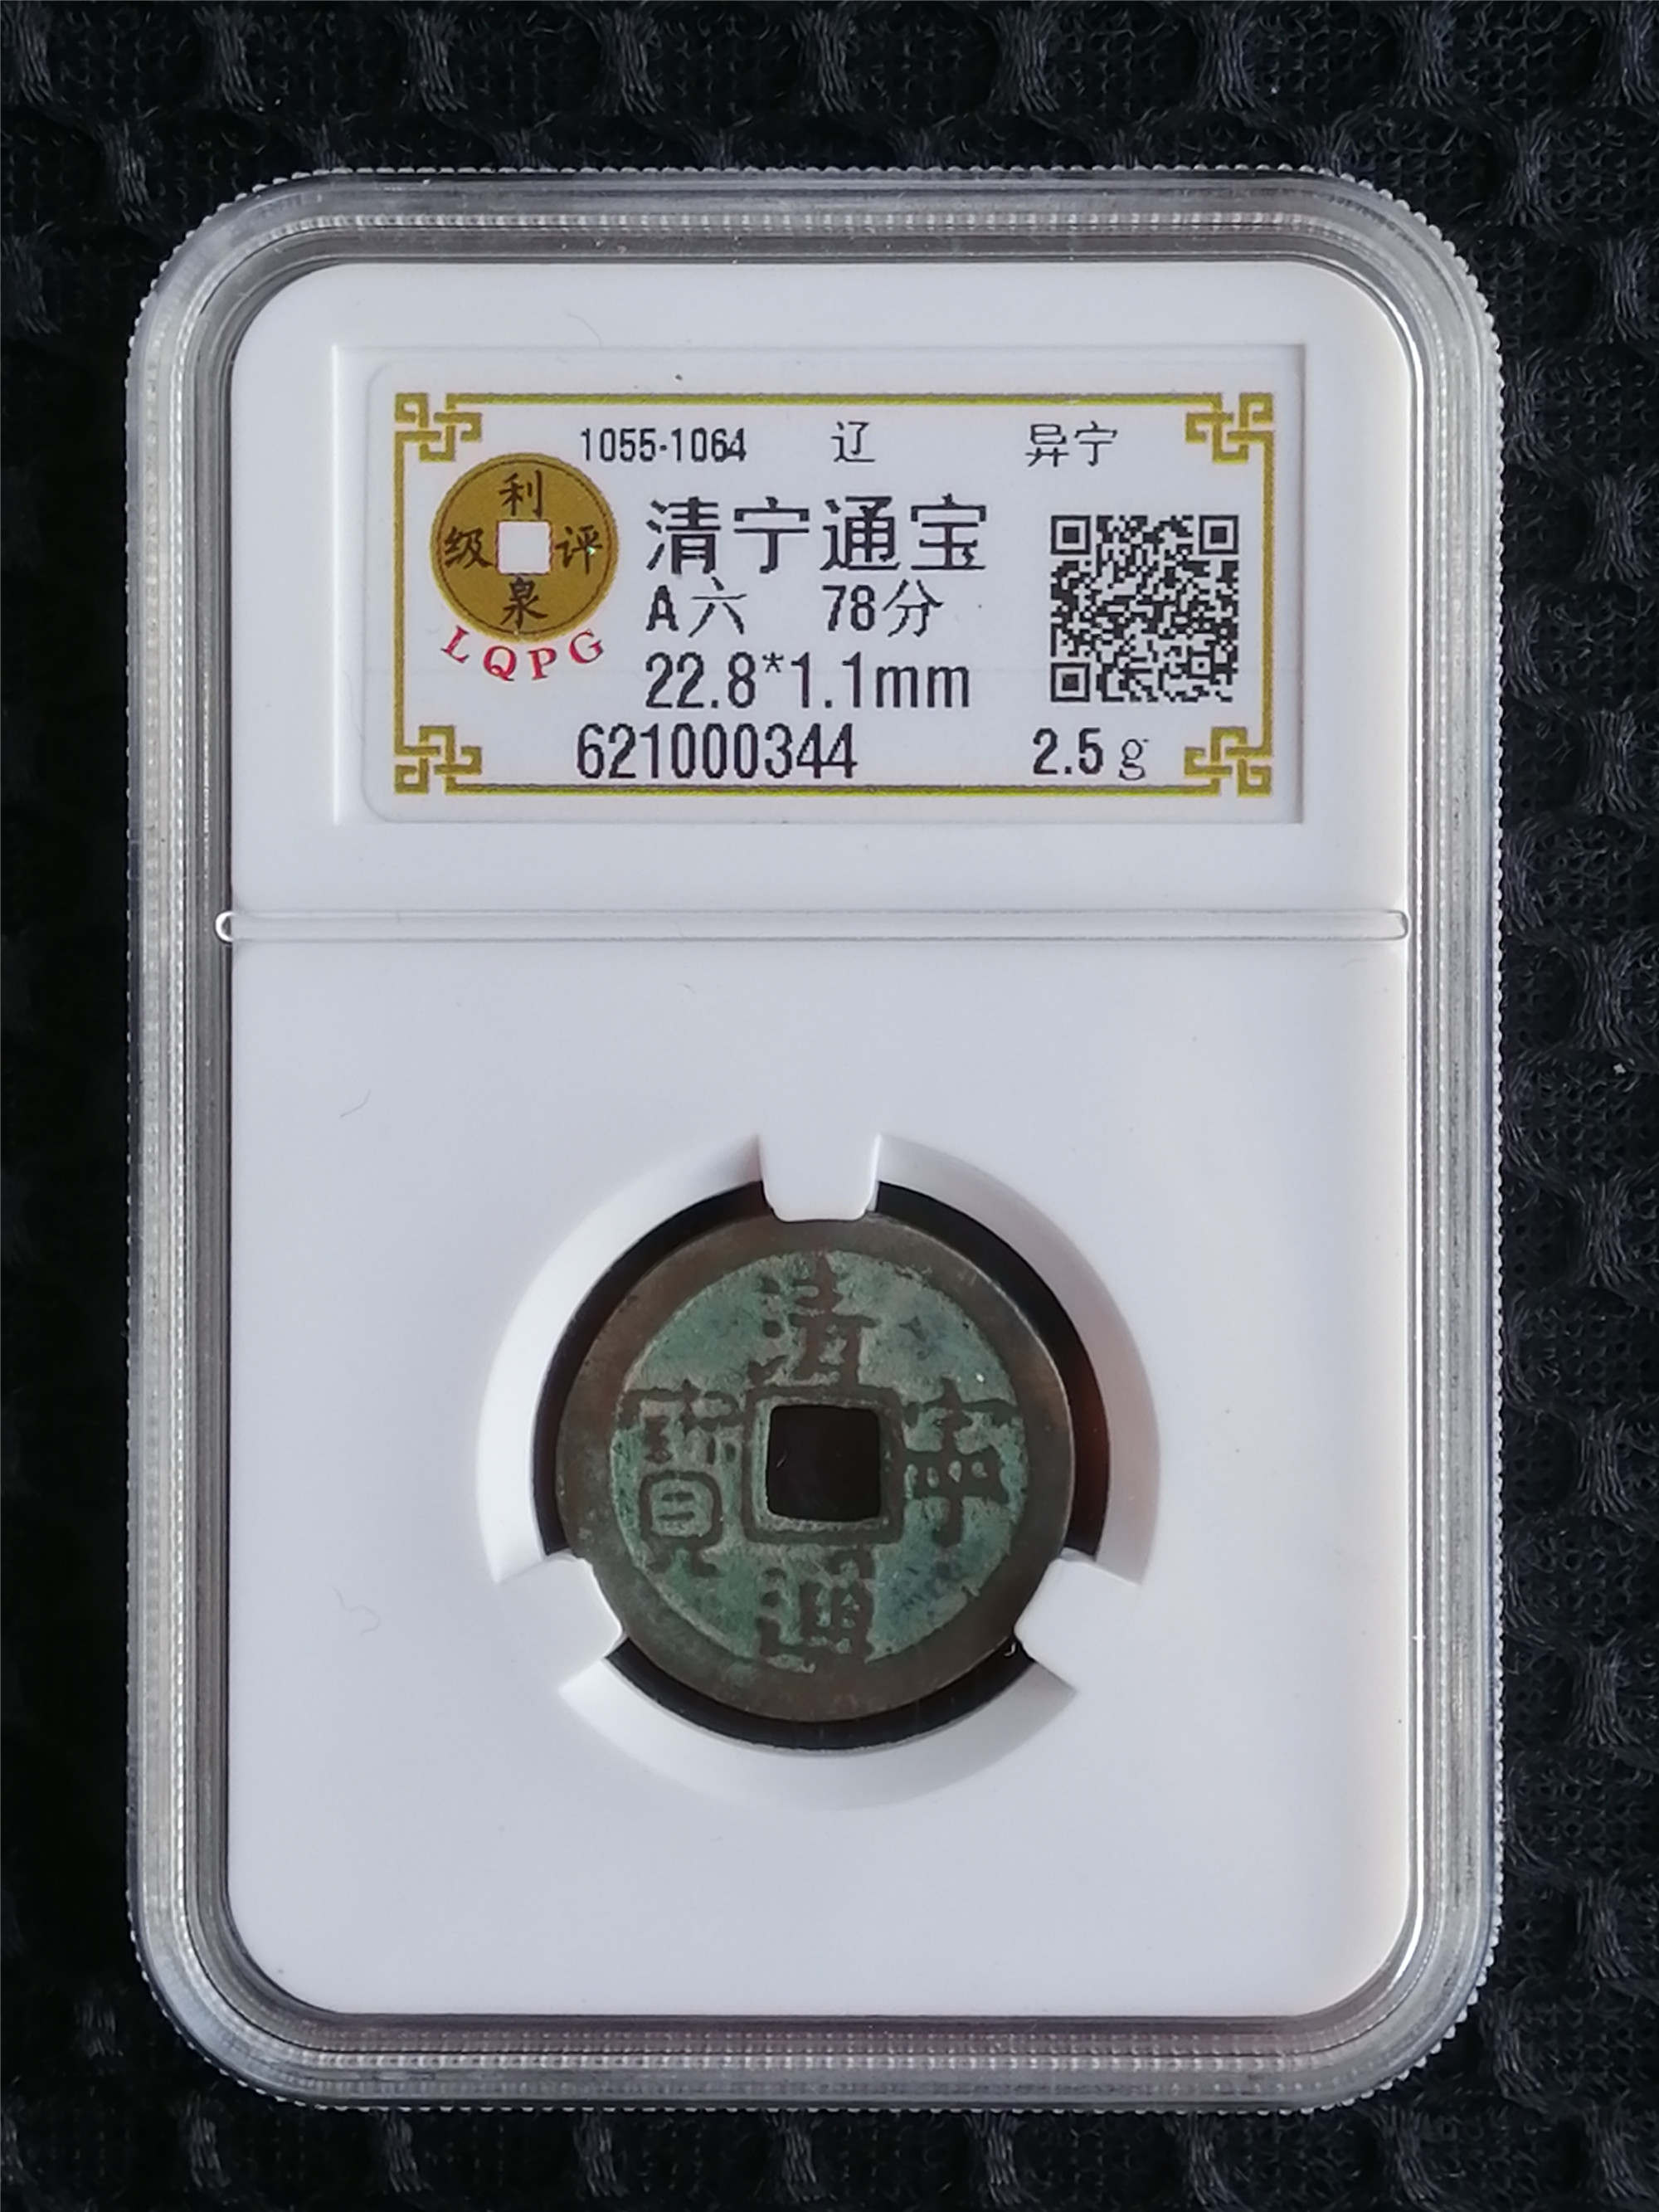 1055-1064 辽 异宁
利泉评级
LQPG
清宁通宝
A六 78分
22.8*1.1mm
621000344 2.5g
清寧通寳